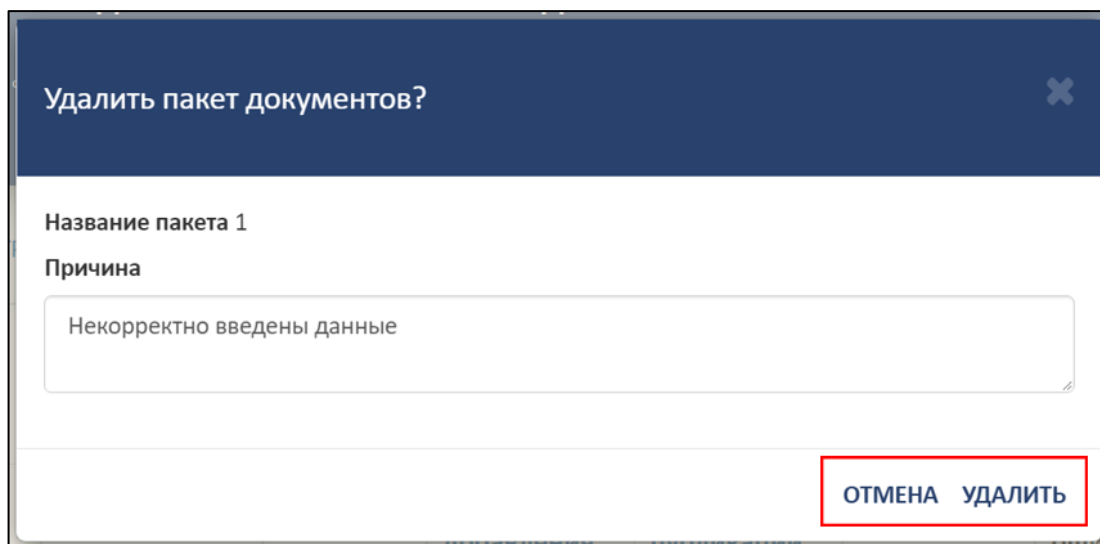 Удалить пакет документов?
Название пакета 1
Причина
Некорректно введены данные
ОТМЕНА УДАЛИТЬ